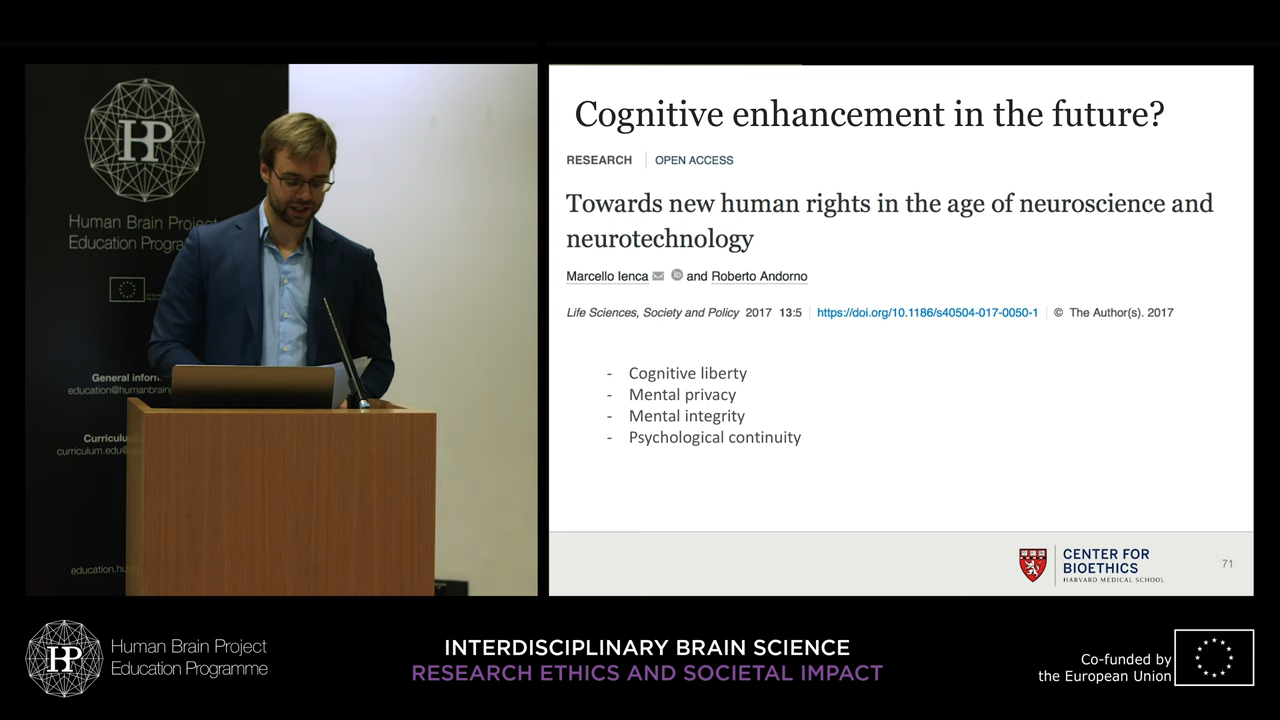 HP
Human Brain Project
Education Programme
General inform
education@humanbrain
Curriculu
curriculum.edu@
education.hu
Cognitive enhancement in the future?
RESEARCH | OPEN ACCESS
Towards new human rights in the age of neuroscience and
neurotechnology
Marcello Ienca iD and Roberto Andorno
Life Sciences, Society and Policy 2017 13:5 | https://doi.org/10.1186/s40504-017-0050-1 | © The Author(s). 2017
- Cognitive liberty
- Mental privacy
- Mental integrity
- Psychological continuity
CENTER FOR
BIOETHICS
HARVARD MEDICAL SCHOOL
71
HP
Human Brain Project
Education Programme
INTERDISCIPLINARY BRAIN SCIENCE
RESEARCH ETHICS AND SOCIETAL IMPACT
Co-funded by
the European Union